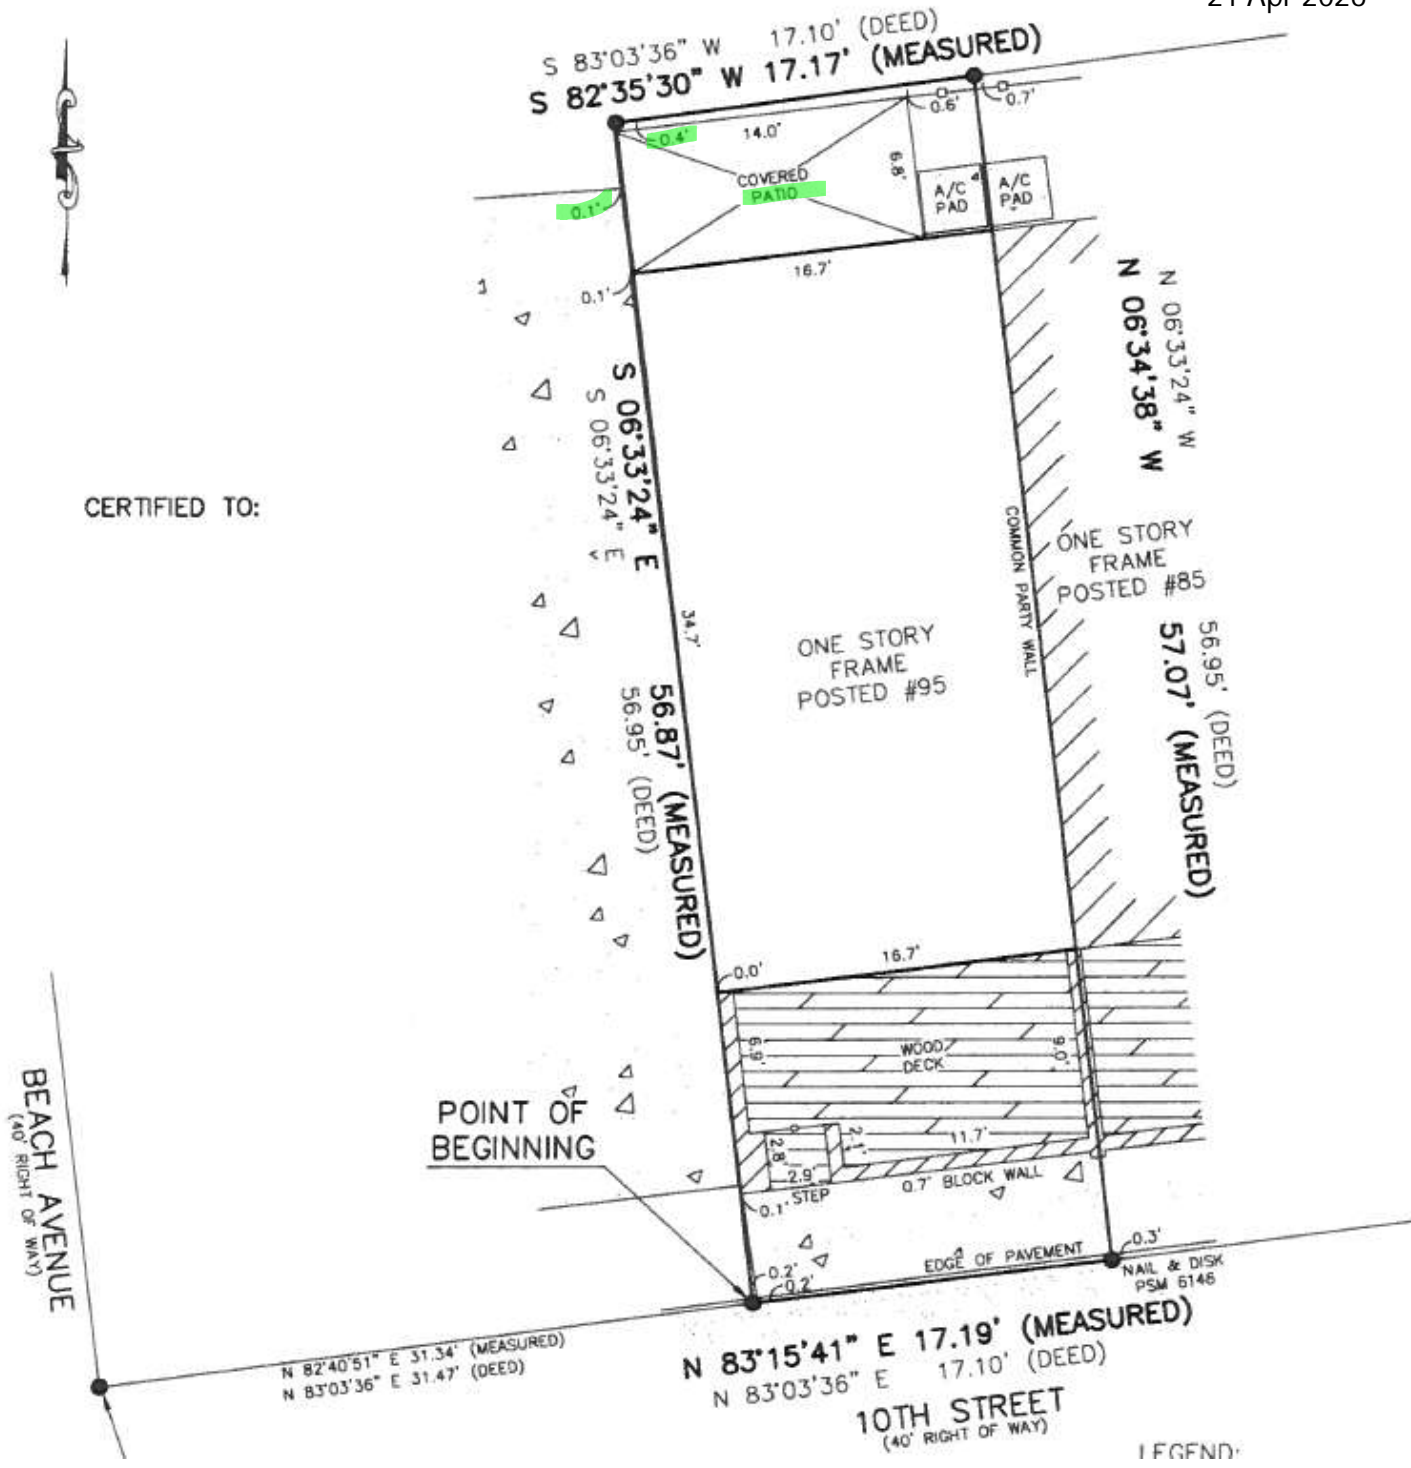 S 83°03'36" W 17.10' (DEED)
S 82°35'30" W 17.17' (MEASURED)
0.4'
14.0'
0.6'
0.7'
COVERED
PATIO
6.8'
A/C
PAD
A/C
PAD
0.1'
16.7'
0.1'
N 06°33'24" W
N 06°34'38" W
S 06°33'24" E
S 06°33'24" E
CERTIFIED TO:
COMMON PARTY WALL
ONE STORY
FRAME
POSTED #85
34.7'
ONE STORY
FRAME
POSTED #95
56.95' (DEED)
57.07' (MEASURED)
56.87' (MEASURED)
56.95' (DEED)
16.7'
0.0'
6.9'
WOOD
DECK
9.0'
BEACH AVENUE
(40' RIGHT OF WAY)
POINT OF
BEGINNING
2.8'
2.1'
11.7'
2.9'
STEP
0.7' BLOCK WALL
0.1'
EDGE OF PAVEMENT
0.3'
NAIL & DISK
PSM 6146
0.2'
0.2'
N 82°40'51" E 31.34' (MEASURED)
N 83°03'36" E 31.47' (DEED)
N 83°15'41" E 17.19' (MEASURED)
N 83°03'36" E 17.10' (DEED)
10TH STREET
(40' RIGHT OF WAY)
LEGEND: